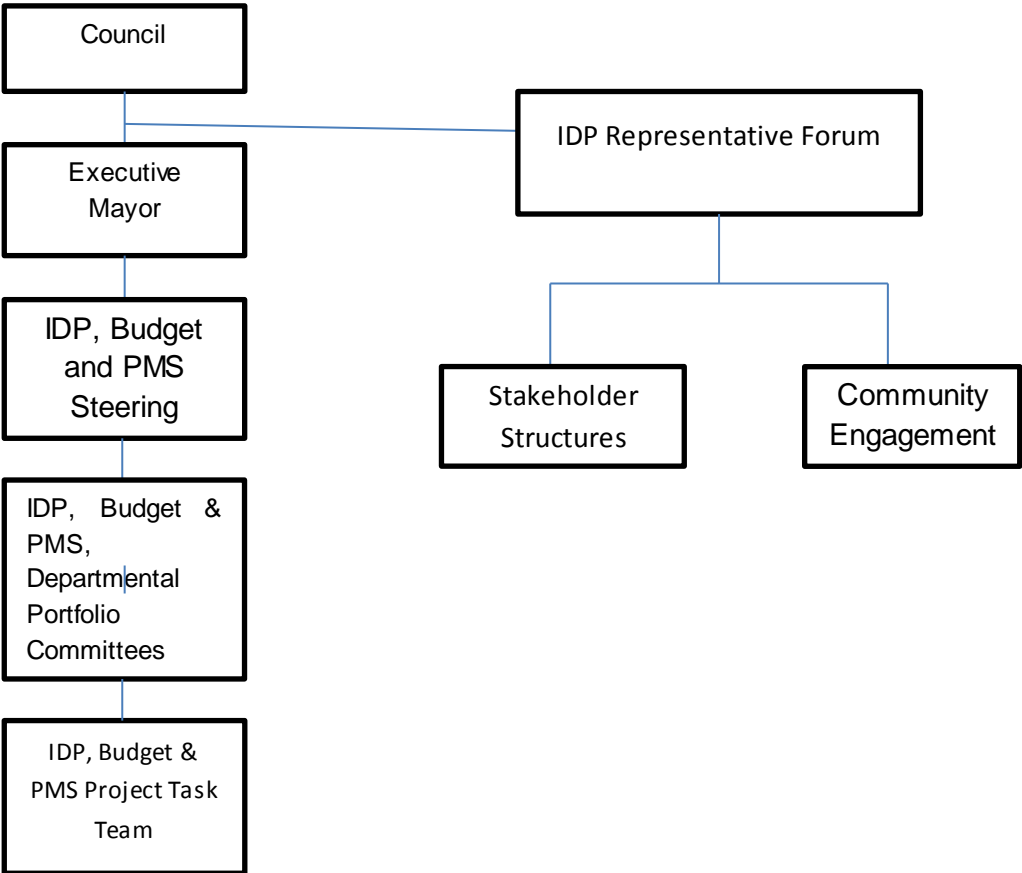 Council
IDP Representative Forum
Executive
Mayor
IDP, Budget
and PMS
Steering
Stakeholder
Structures
Community
Engagement
IDP, Budget &
PMS,
Departmental
Portfolio
Committees
IDP, Budget &
PMS Project Task
Team